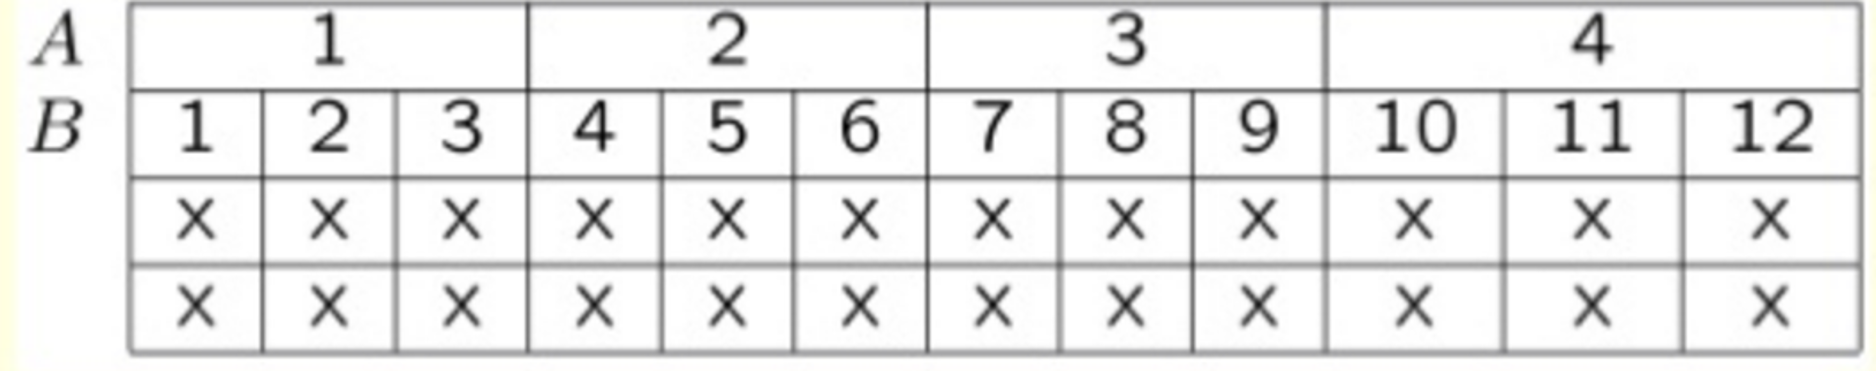 A 1 2 3 4
B 1 2 3 4 5 6 7 8 9 10 11 12
x x x x x x x x x x x x
x x x x x x x x x x x x